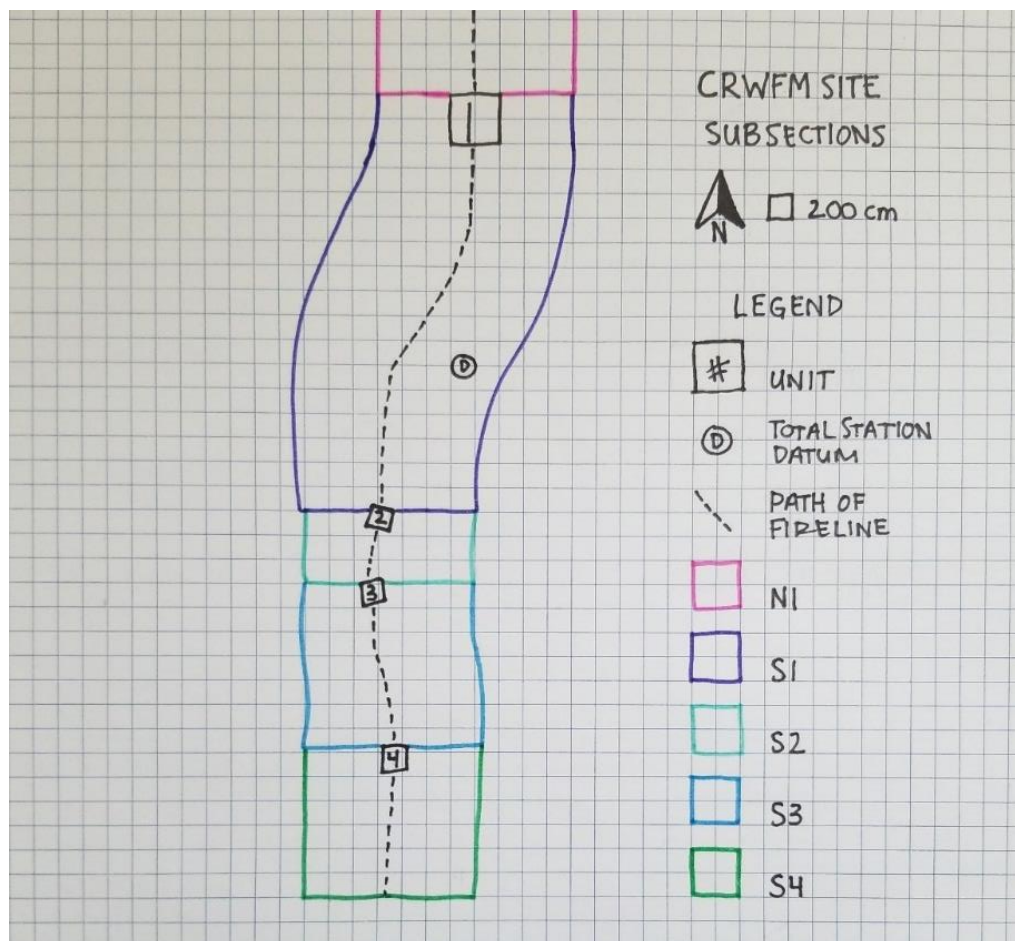 CRWFM SITE
SUBSECTIONS
N
200 cm
LEGEND
#
UNIT
D
TOTAL STATION
DATUM
PATH OF
FIRELINE
N1
S1
S2
S3
S4
1
D
2
3
4